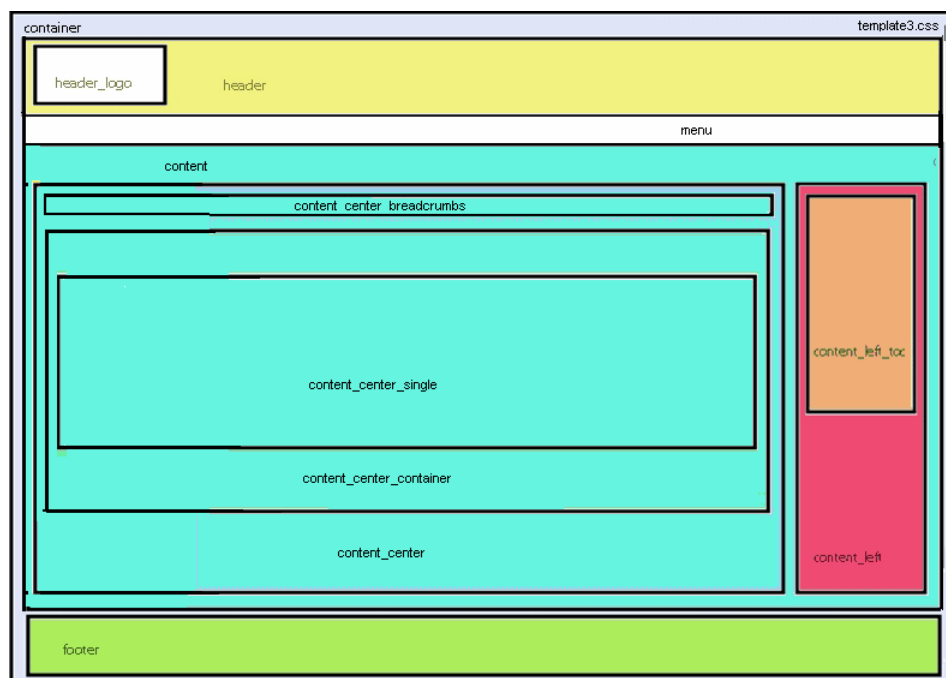 container
template3.css
header_logo
header
menu
content
content_center_breadcrumbs
content_left_toc
content_center_single
content_center_container
content_center
content_left
footer